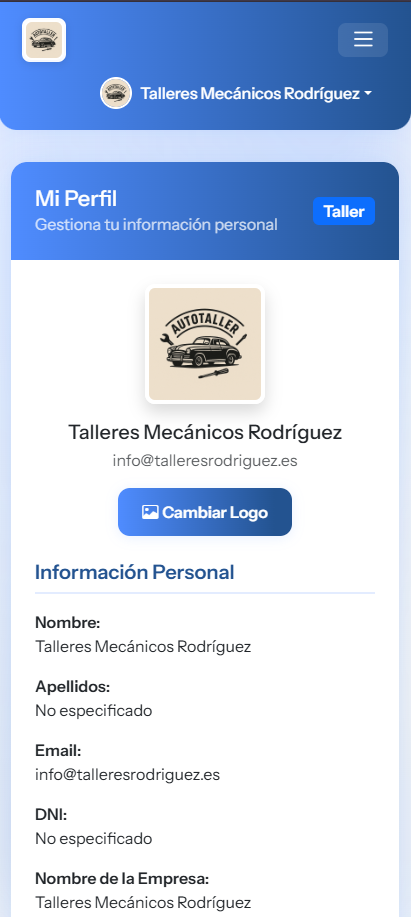 Talleres Mecánicos Rodríguez
Mi Perfil
Gestiona tu información personal
Taller
AUTOTALLER
Talleres Mecánicos Rodríguez
info@talleresrodriguez.es
Cambiar Logo
Información Personal
Nombre:
Talleres Mecánicos Rodríguez
Apellidos:
No especificado
Email:
info@talleresrodriguez.es
DNI:
No especificado
Nombre de la Empresa:
Talleres Mecánicos Rodríguez